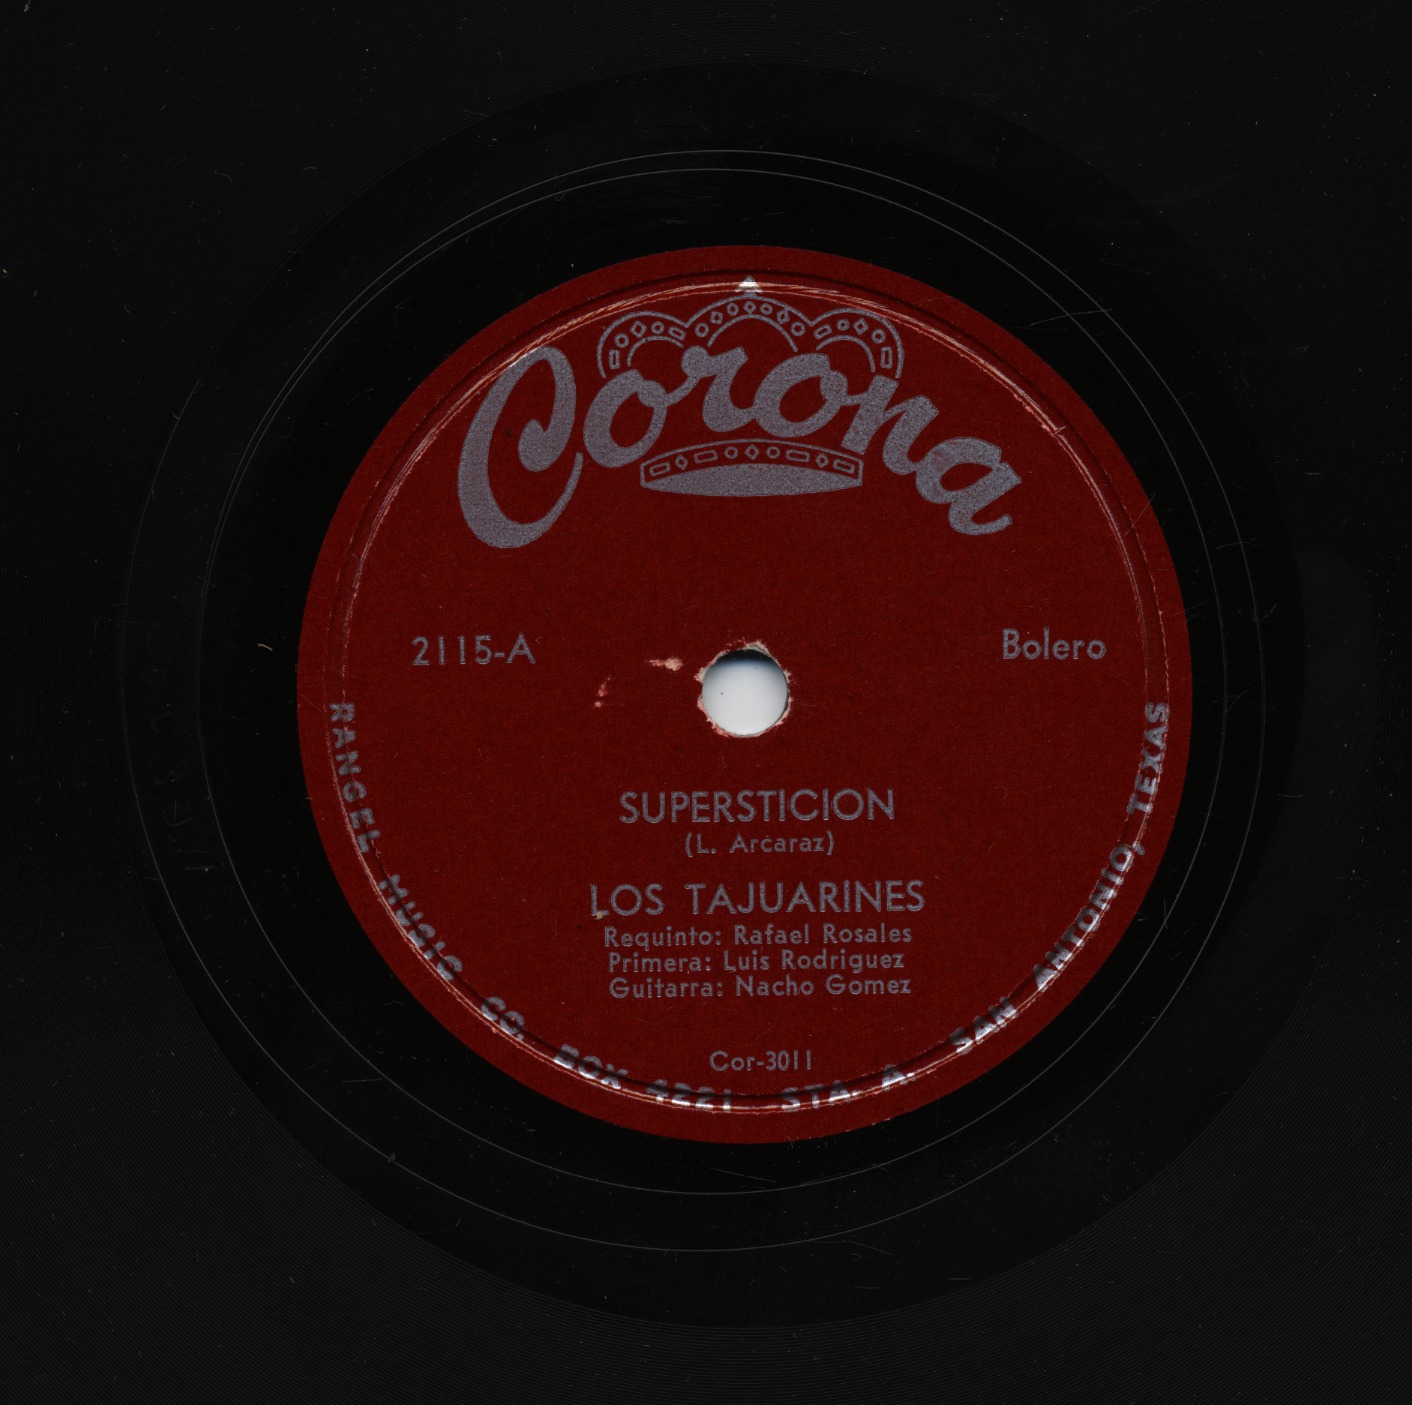 Corona
2115-A
Bolero
SUPERSTICION
(L. Arcaraz)
LOS TAJUARINES
Requinto: Rafael Rosales
Primera: Luis Rodriguez
Guitarra: Nacho Gomez
Cor-3011
RANGEL MUSIC CO. BOX 4221 STA. A. SAN ANTONIO, TEXAS